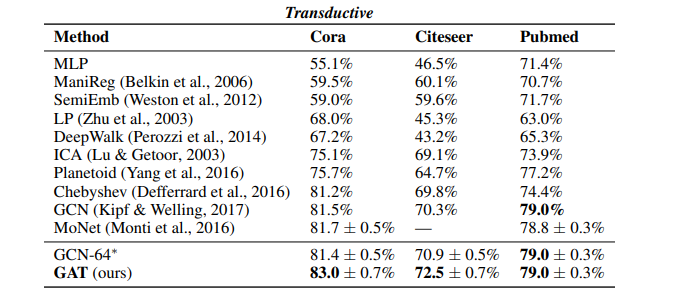 Transductive
Method Cora Citeseer Pubmed
MLP 55.1% 46.5% 71.4%
ManiReg (Belkin et al., 2006) 59.5% 60.1% 70.7%
SemiEmb (Weston et al., 2012) 59.0% 59.6% 71.7%
LP (Zhu et al., 2003) 68.0% 45.3% 63.0%
DeepWalk (Perozzi et al., 2014) 67.2% 43.2% 65.3%
ICA (Lu & Getoor, 2003) 75.1% 69.1% 73.9%
Planetoid (Yang et al., 2016) 75.7% 64.7% 77.2%
Chebyshev (Defferrard et al., 2016) 81.2% 69.8% 74.4%
GCN (Kipf & Welling, 2017) 81.5% 70.3% 79.0%
MoNet (Monti et al., 2016) 81.7 ± 0.5% — 78.8 ± 0.3%
GCN-64* 81.4 ± 0.5% 70.9 ± 0.5% 79.0 ± 0.3%
GAT (ours) 83.0 ± 0.7% 72.5 ± 0.7% 79.0 ± 0.3%